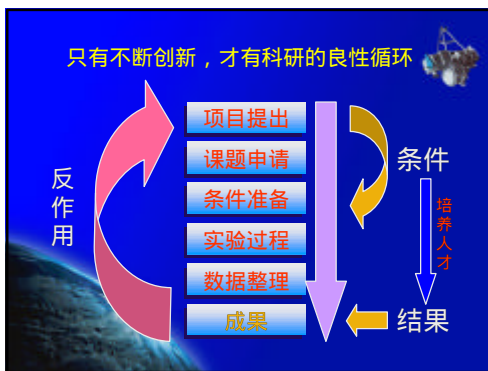 只有不断创新，才有科研的良性循环
项目提出
课题申请
条件准备
实验过程
数据整理
成果
反作用
条件
培养人才
结果